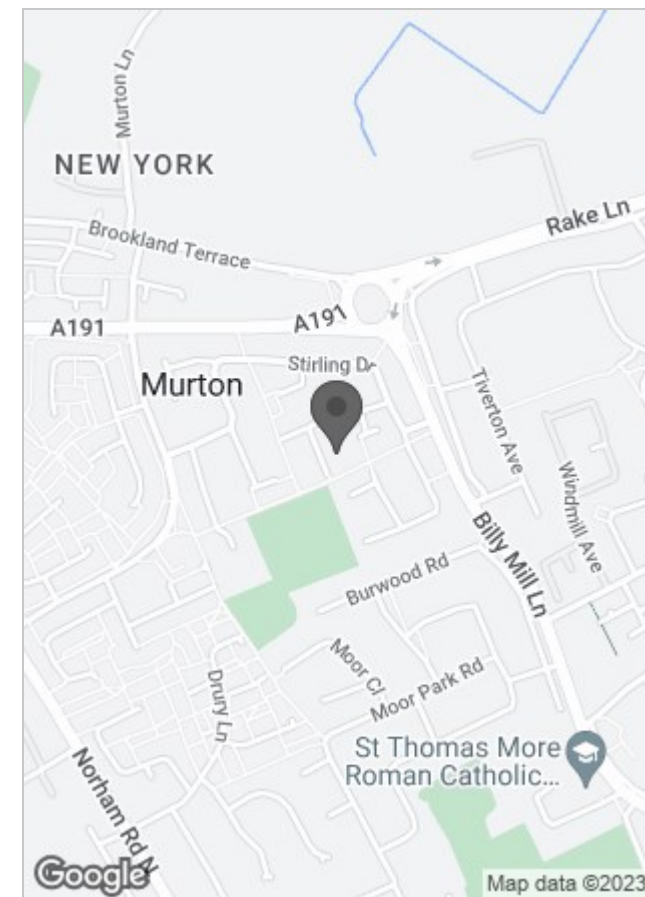 Murton Ln
NEW YORK
Brookland Terrace
Rake Ln
A191
A191
Stirling Dr
Murton
Tiverton Ave
Windmill Ave
Billy Mill Ln
Burwood Rd
Moor Cl
Moor Park Rd
Drury Ln
St Thomas More
Roman Catholic...
Norham Rd N
Google
Map data ©2023